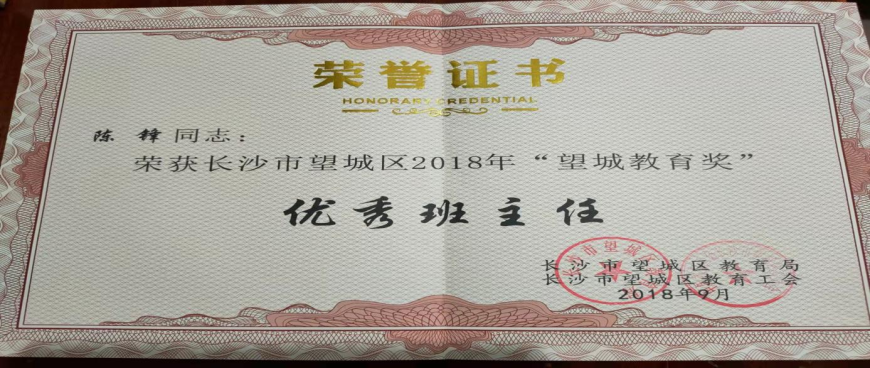 荣誉证书
HONORARY CREDENTIAL
陈 锋 同志：
荣获长沙市望城区2018年“望城教育奖”
优秀班主任
长沙市望城区教育局
长沙市望城区教育工会
2018年9月